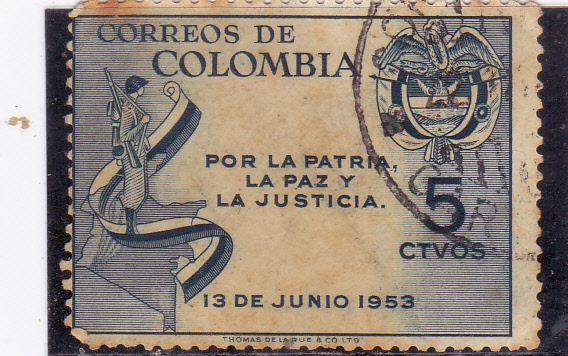 CORREOS DE
COLOMBIA
POR LA PATRIA,
LA PAZ Y
LA JUSTICIA.
5
CTVOS
13 DE JUNIO 1953
THOMAS DE LA RUE & CO LTD